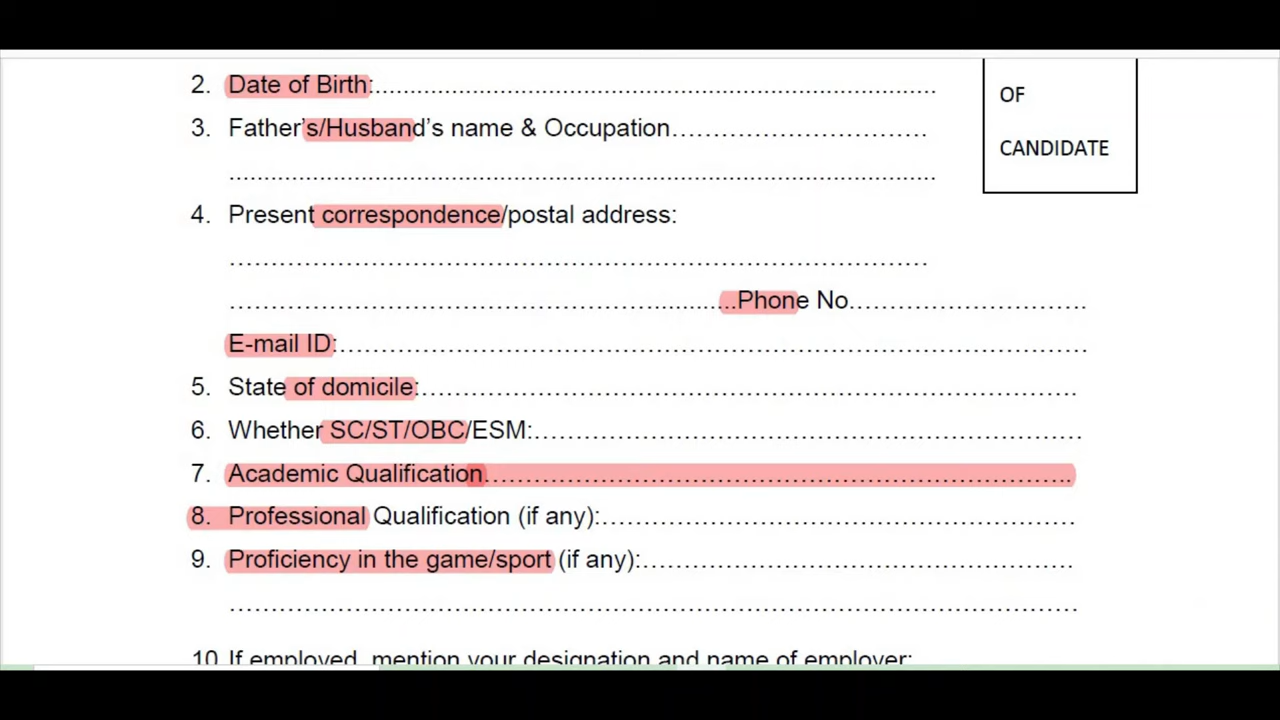 2. Date of Birth:................................................................................
OF
3. Father's/Husband's name & Occupation……………………………
CANDIDATE
....................................................................................................
4. Present correspondence/postal address:
……………………………………………………………………………
………………………………………………….............Phone No…………………………
E-mail ID:…………………………………………………………………………………
5. State of domicile:………………………………………………………………………
6. Whether SC/ST/OBC/ESM:…………………………………………………………
7. Academic Qualification……………………………………………………………..
8. Professional Qualification (if any):…………………………………………………
9. Proficiency in the game/sport (if any):………………………………………………
……………………………………………………………………………………………
10 If employed, mention your designation and name of employer: